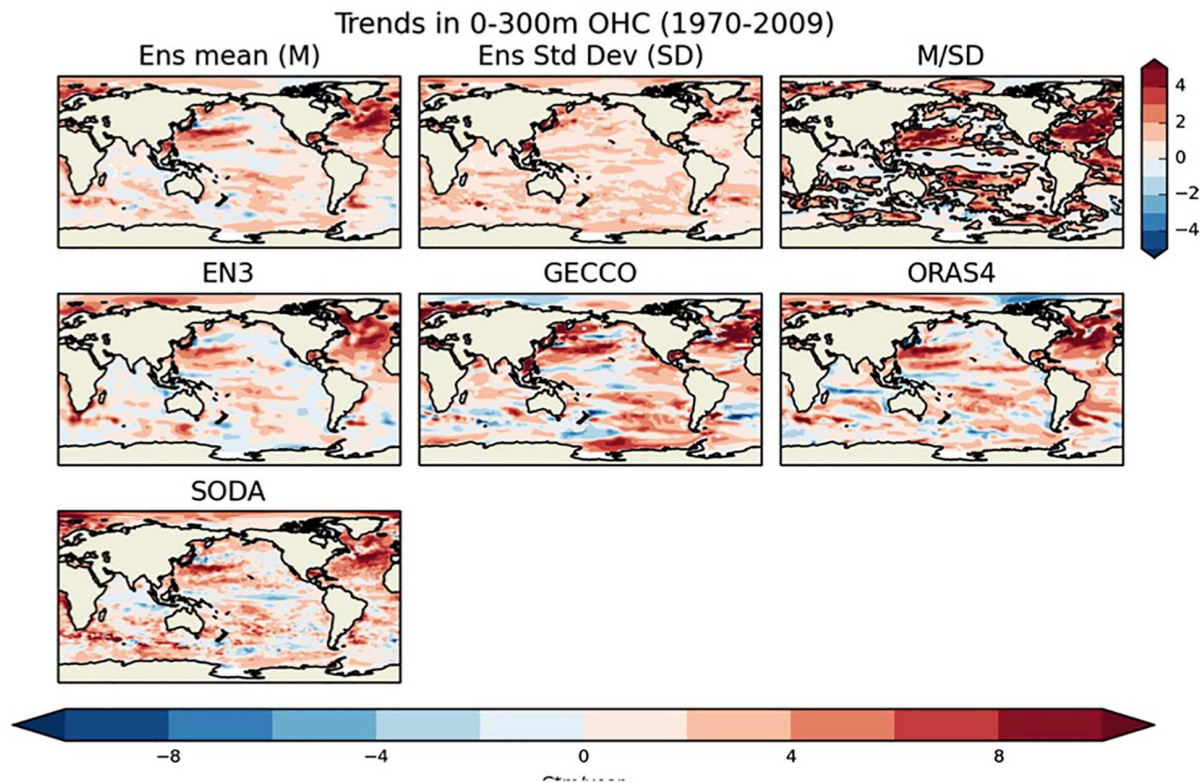 Trends in 0-300m OHC (1970-2009)
Ens mean (M) Ens Std Dev (SD) M/SD
4
2
0
−2
−4
EN3 GECCO ORAS4
SODA
−8 −4 0 4 8